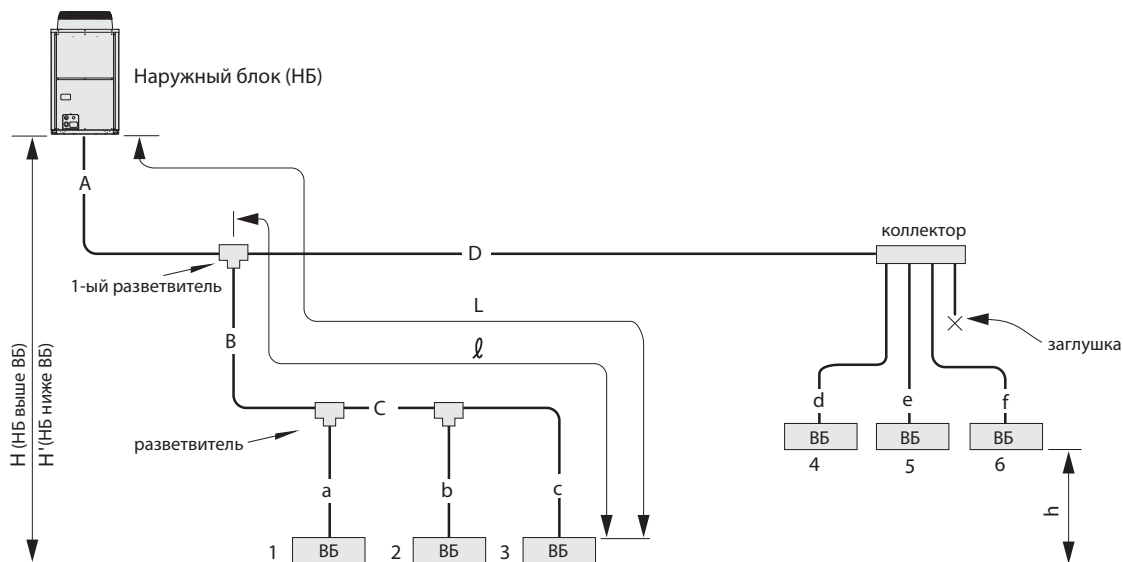 Наружный блок (НБ)
A
коллектор
D
1-ый разветвитель
L
B
ℓ
заглушка
H (НБ выше ВБ)
H'(НБ ниже ВБ)
C
d
e
f
разветвитель
ВБ
ВБ
ВБ
4
5
6
a
b
c
h
1
ВБ
2
ВБ
3
ВБ